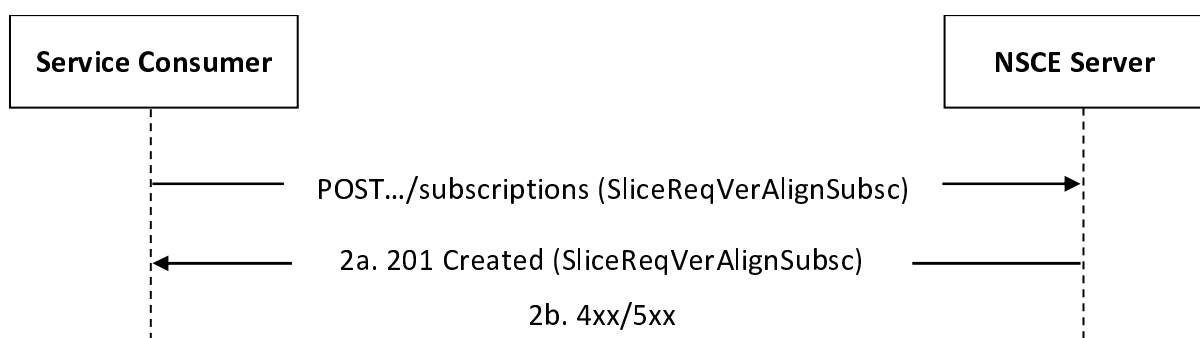 Service Consumer
NSCE Server
POST.../subscriptions (SliceReqVerAlignSubsc)
2a. 201 Created (SliceReqVerAlignSubsc)
2b. 4xx/5xx